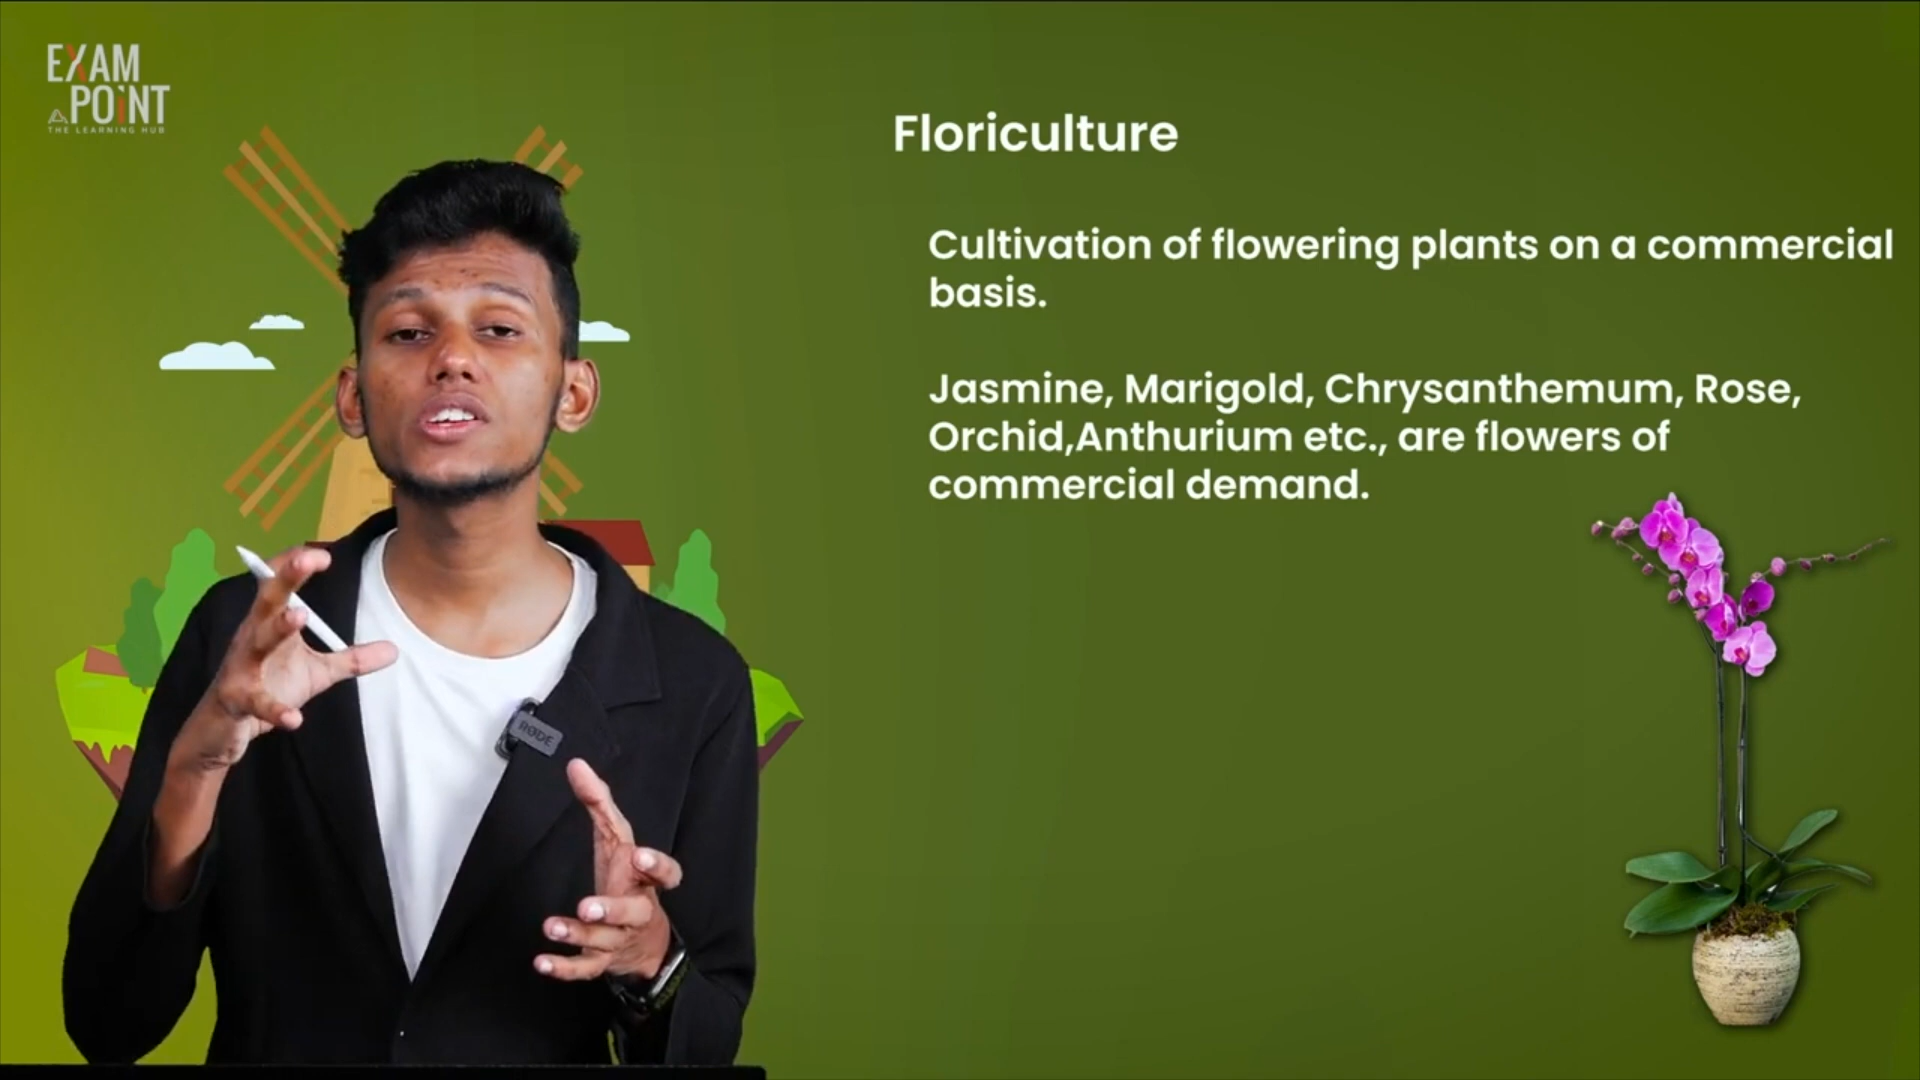 EXAM
POINT
THE LEARNING HUB
Floriculture
Cultivation of flowering plants on a commercial
basis.
Jasmine, Marigold, Chrysanthemum, Rose,
Orchid,Anthurium etc., are flowers of
commercial demand.
RØDE